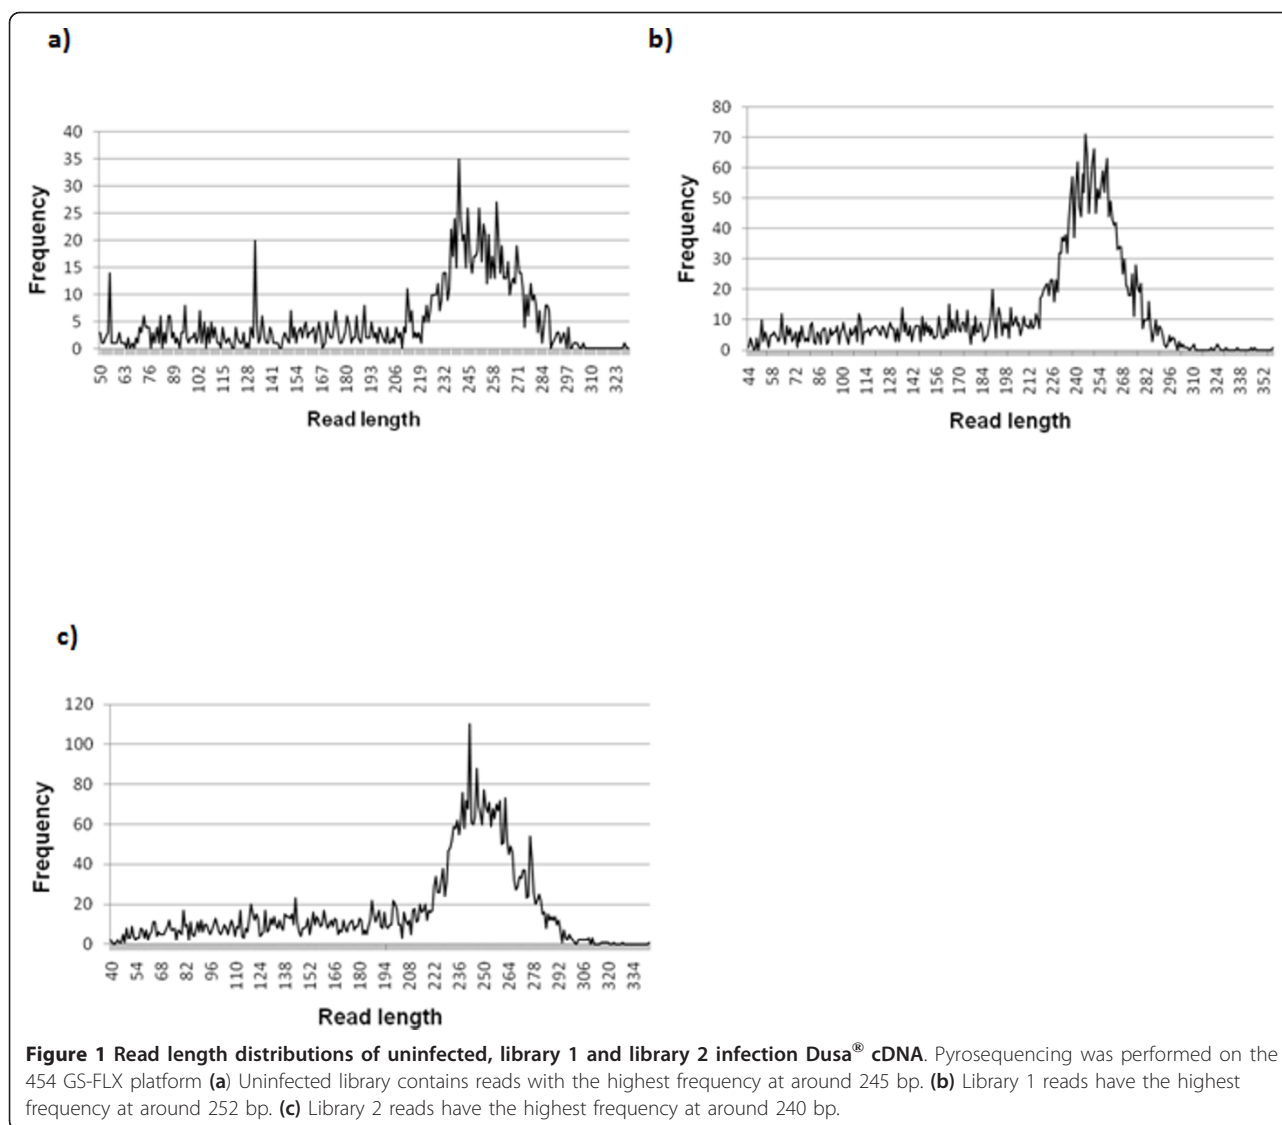 a)
40
35
30
25
20
15
10
5
0
Frequency
50 63 76 89 102 115 128 141 154 167 180 193 206 219 232 245 258 271 284 297 310 323
Read length
b)
80
70
60
50
40
30
20
10
0
Frequency
44 58 72 86 100 114 128 142 156 170 184 198 212 226 240 254 268 282 296 310 324 338 352
Read length
c)
120
100
80
60
40
20
0
Frequency
40 54 68 82 96 110 124 138 152 166 180 194 208 222 236 250 264 278 292 306 320 334
Read length
Figure 1 Read length distributions of uninfected, library 1 and library 2 infection Dusa® cDNA. Pyrosequencing was performed on the
454 GS-FLX platform (a) Uninfected library contains reads with the highest frequency at around 245 bp. (b) Library 1 reads have the highest
frequency at around 252 bp. (c) Library 2 reads have the highest frequency at around 240 bp.